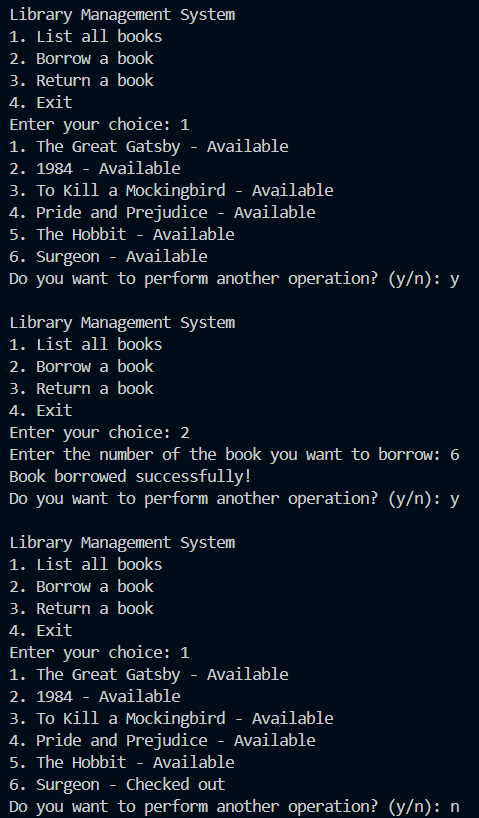 Library Management System
1. List all books
2. Borrow a book
3. Return a book
4. Exit
Enter your choice: 1
1. The Great Gatsby - Available
2. 1984 - Available
3. To Kill a Mockingbird - Available
4. Pride and Prejudice - Available
5. The Hobbit - Available
6. Surgeon - Available
Do you want to perform another operation? (y/n): y

Library Management System
1. List all books
2. Borrow a book
3. Return a book
4. Exit
Enter your choice: 2
Enter the number of the book you want to borrow: 6
Book borrowed successfully!
Do you want to perform another operation? (y/n): y

Library Management System
1. List all books
2. Borrow a book
3. Return a book
4. Exit
Enter your choice: 1
1. The Great Gatsby - Available
2. 1984 - Available
3. To Kill a Mockingbird - Available
4. Pride and Prejudice - Available
5. The Hobbit - Available
6. Surgeon - Checked out
Do you want to perform another operation? (y/n): n